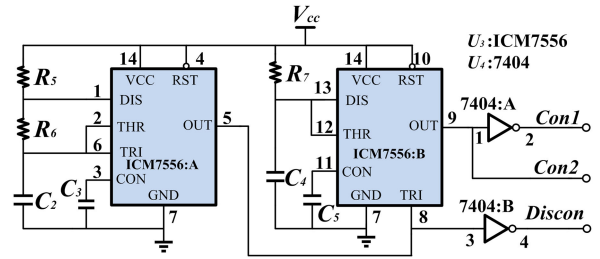 Vcc
U3:ICM7556
U4:7404
14
4
VCC
RST
R5
1
DIS
R6
2
THR
6
TRI
OUT
5
ICM7556:A
3
CON
C3
C2
GND
7
14
10
VCC
RST
R7
13
DIS
12
THR
OUT
9
ICM7556:B
11
CON
C4
C5
GND
TRI
7
8
7404:A
1
2
Con1
Con2
7404:B
3
4
Discon